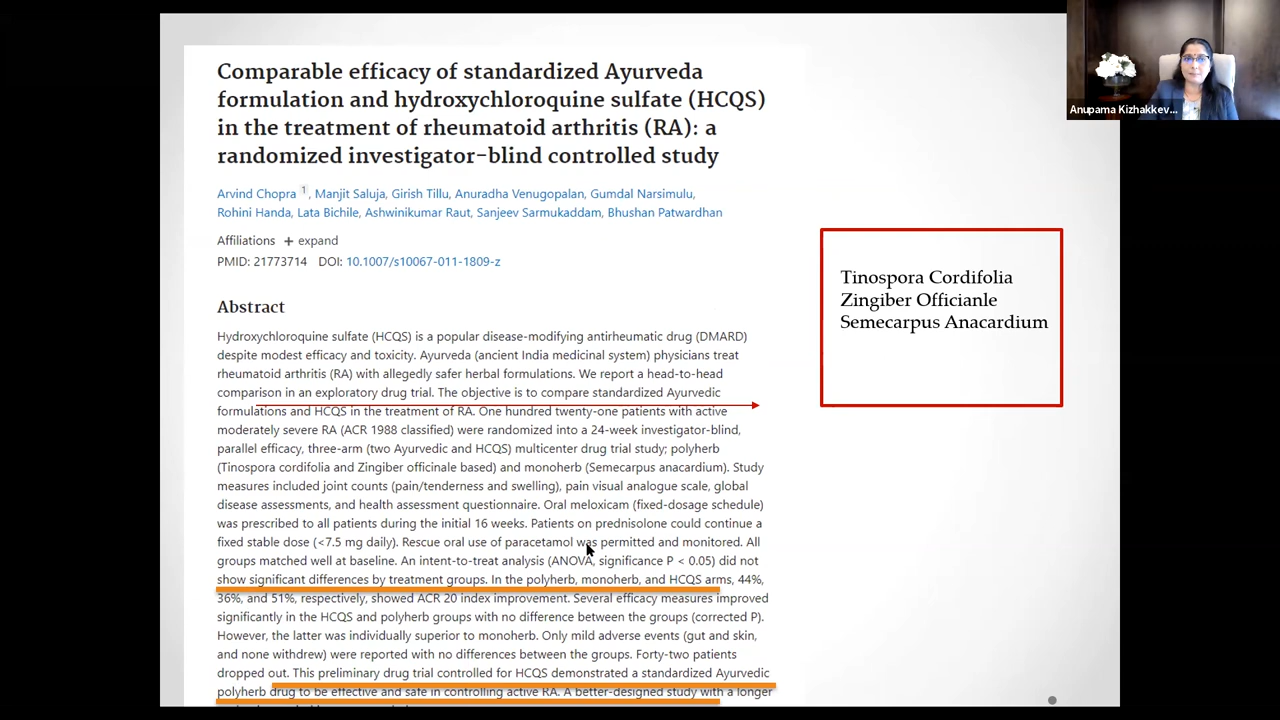 Comparable efficacy of standardized Ayurveda
formulation and hydroxychloroquine sulfate (HCQS)
in the treatment of rheumatoid arthritis (RA): a
randomized investigator-blind controlled study
Arvind Chopra 1, Manjit Saluja, Girish Tillu, Anuradha Venugopalan, Gumdal Narsimulu,
Rohini Handa, Lata Bichile, Ashwinikumar Raut, Sanjeev Sarmukaddam, Bhushan Patwardhan
Affiliations + expand
PMID: 21773714 DOI: 10.1007/s10067-011-1809-z
Abstract
Hydroxychloroquine sulfate (HCQS) is a popular disease-modifying antirheumatic drug (DMARD)
despite modest efficacy and toxicity. Ayurveda (ancient India medicinal system) physicians treat
rheumatoid arthritis (RA) with allegedly safer herbal formulations. We report a head-to-head
comparison in an exploratory drug trial. The objective is to compare standardized Ayurvedic
formulations and HCQS in the treatment of RA. One hundred twenty-one patients with active
moderately severe RA (ACR 1988 classified) were randomized into a 24-week investigator-blind,
parallel efficacy, three-arm (two Ayurvedic and HCQS) multicenter drug trial study; polyherb
(Tinospora cordifolia and Zingiber officinale based) and monoherb (Semecarpus anacardium). Study
measures included joint counts (pain/tenderness and swelling), pain visual analogue scale, global
disease assessments, and health assessment questionnaire. Oral meloxicam (fixed-dosage schedule)
was prescribed to all patients during the initial 16 weeks. Patients on prednisolone could continue a
fixed stable dose (<7.5 mg daily). Rescue oral use of paracetamol was permitted and monitored. All
groups matched well at baseline. An intent-to-treat analysis (ANOVA, significance P < 0.05) did not
show significant differences by treatment groups. In the polyherb, monoherb, and HCQS arms, 44%,
36%, and 51%, respectively, showed ACR 20 index improvement. Several efficacy measures improved
significantly in the HCQS and polyherb groups with no difference between the groups (corrected P).
However, the latter was individually superior to monoherb. Only mild adverse events (gut and skin,
and none withdrew) were reported with no differences between the groups. Forty-two patients
dropped out. This preliminary drug trial controlled for HCQS demonstrated a standardized Ayurvedic
polyherb drug to be effective and safe in controlling active RA. A better-designed study with a longer
Tinospora Cordifolia
Zingiber Officianle
Semecarpus Anacardium
Anupama Kizhakkev...